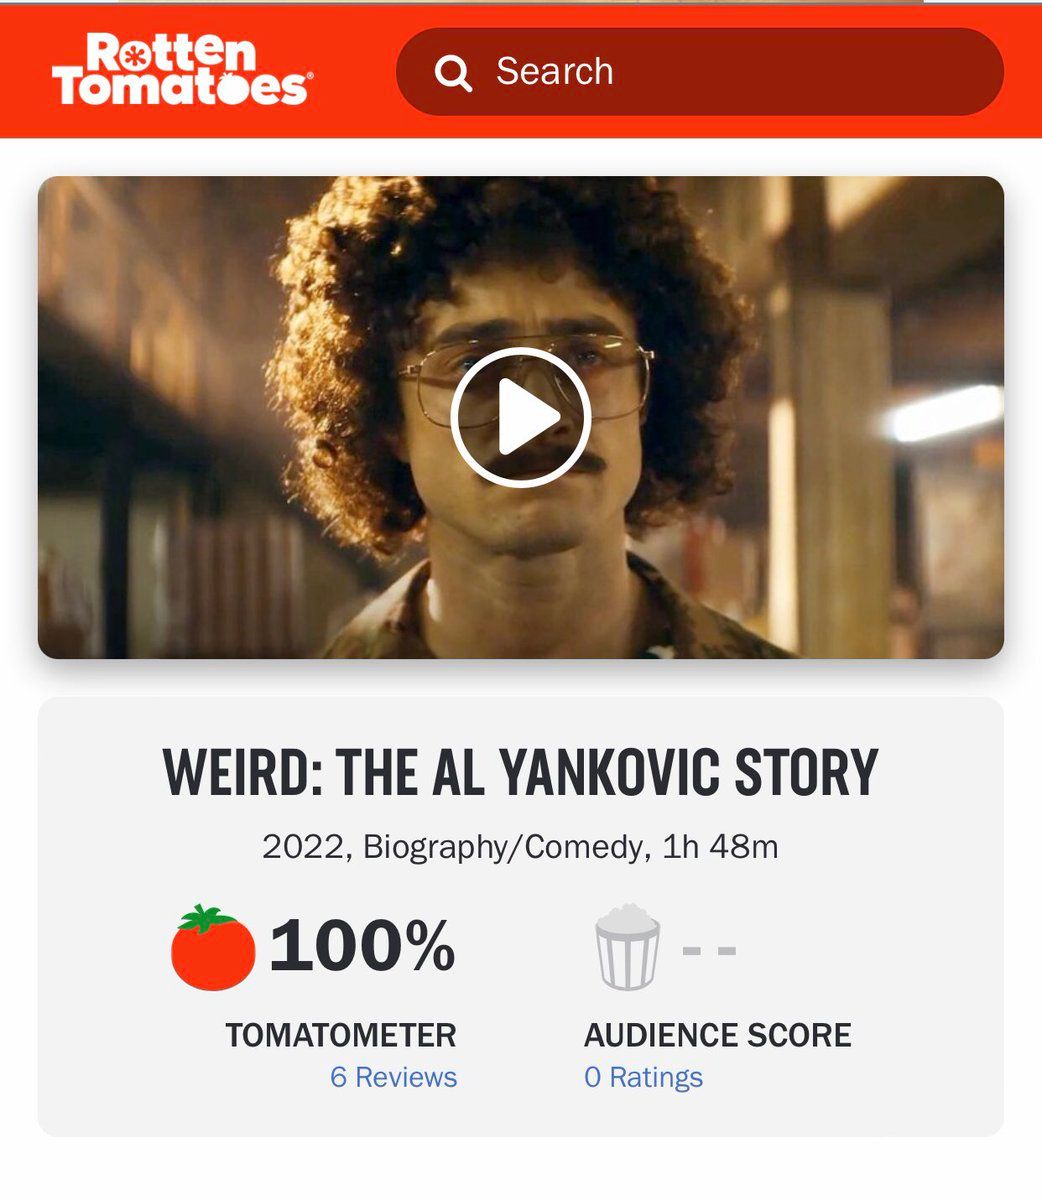 Rotten
Tomatoes®
Search
WEIRD: THE AL YANKOVIC STORY
2022, Biography/Comedy, 1h 48m
100%
- -
TOMATOMETER
AUDIENCE SCORE
6 Reviews
0 Ratings